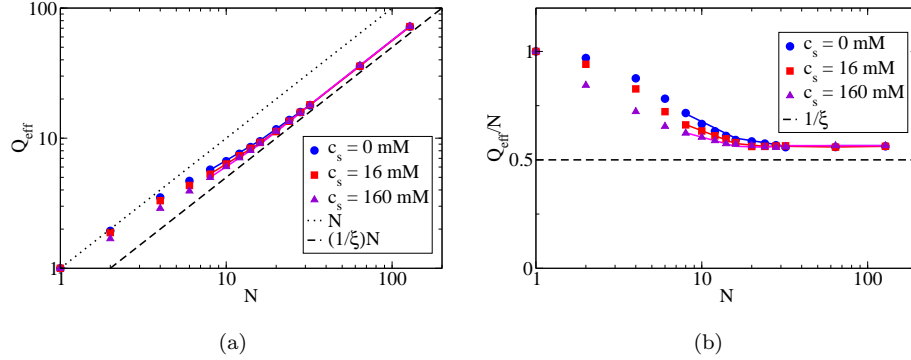 100
10
1
Q_eff
1
10
100
N
c_s = 0 mM
c_s = 16 mM
c_s = 160 mM
N
(1/ξ)N
(a)
1
0.5
0
Q_eff/N
1
10
100
N
c_s = 0 mM
c_s = 16 mM
c_s = 160 mM
1/ξ
(b)